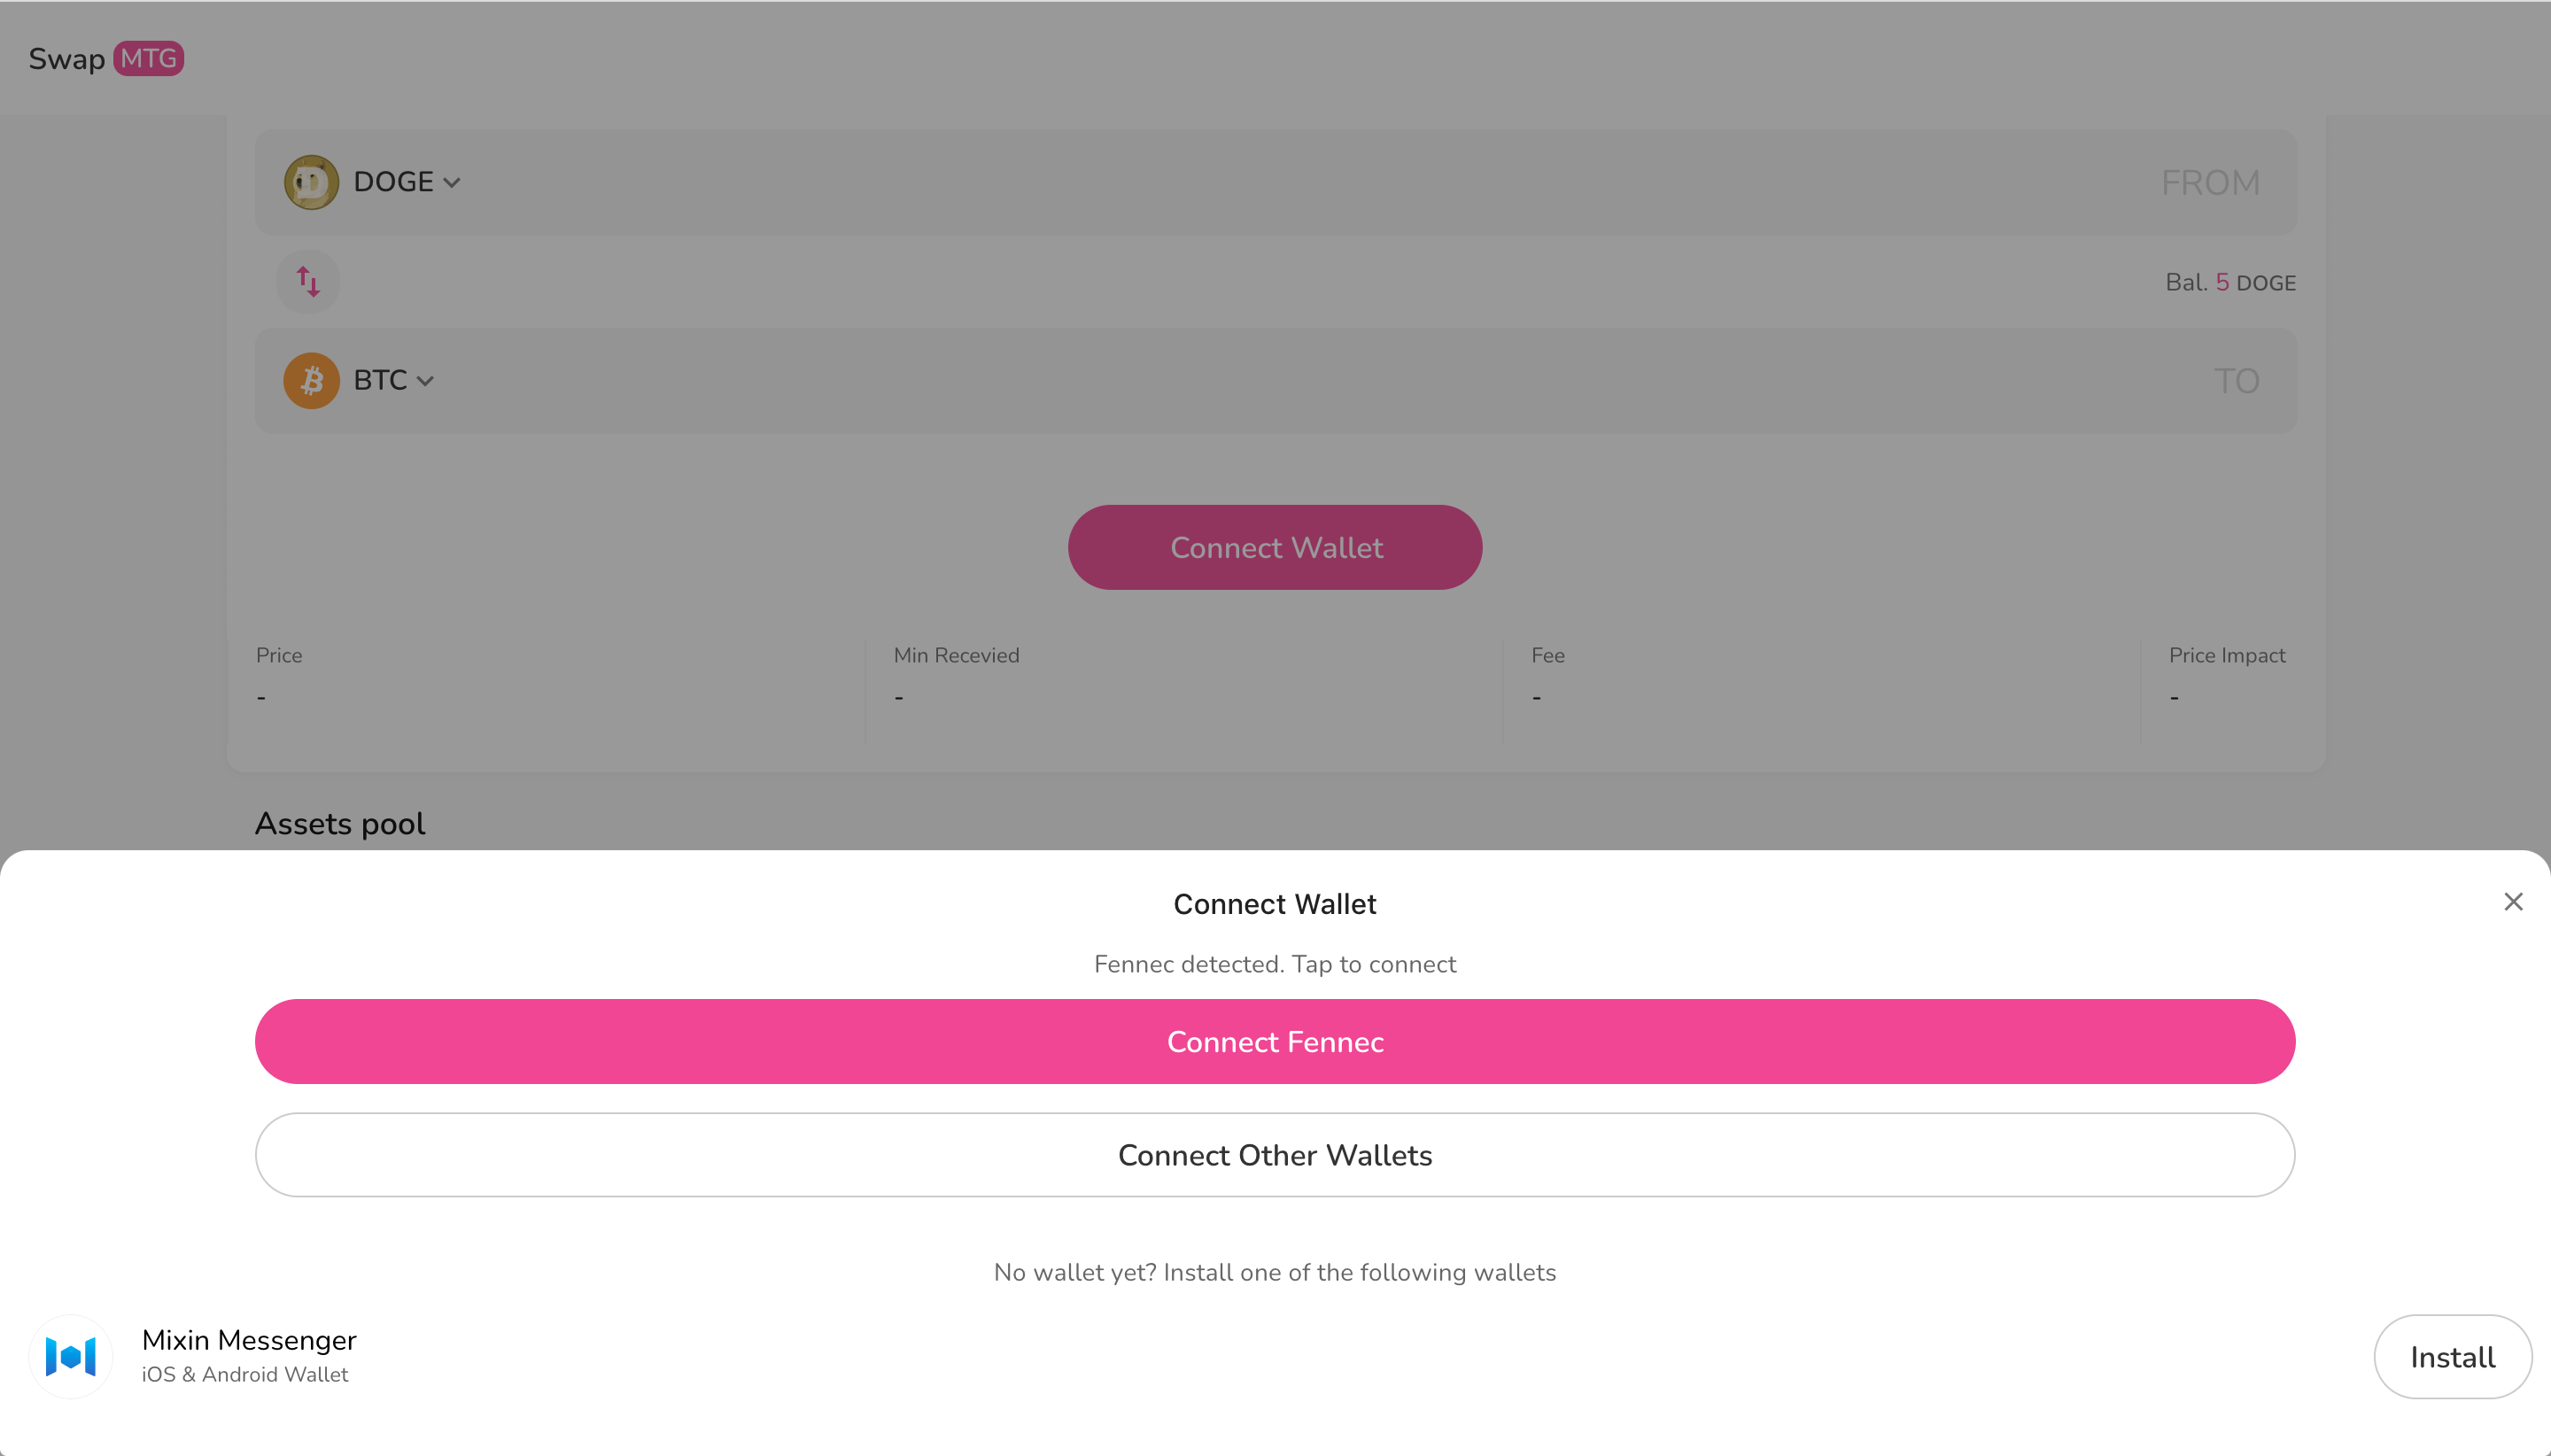 Swap MTG
DOGE
FROM
Bal. 5 DOGE
BTC
TO
Connect Wallet
Price Min Recevied Fee Price Impact
- - - -
Assets pool
Connect Wallet
Fennec detected. Tap to connect
Connect Fennec
Connect Other Wallets
No wallet yet? Install one of the following wallets
Mixin Messenger
iOS & Android Wallet
Install